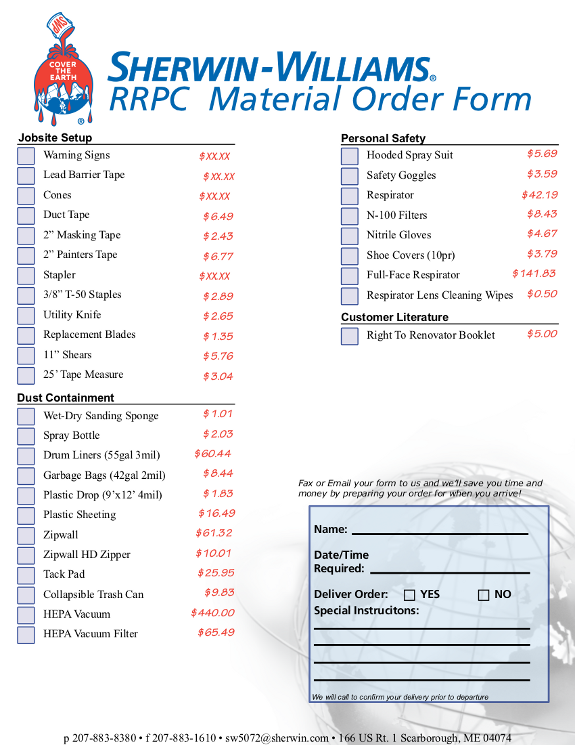 SWP
COVER
THE
EARTH
®
SHERWIN-WILLIAMS®
RRPC Material Order Form
Jobsite Setup
Warning Signs $XX.XX
Lead Barrier Tape $XX.XX
Cones $XX.XX
Duct Tape $6.49
2” Masking Tape $2.43
2” Painters Tape $6.77
Stapler $XX.XX
3/8” T-50 Staples $2.89
Utility Knife $2.65
Replacement Blades $1.35
11” Shears $5.76
25’ Tape Measure $3.04
Dust Containment
Wet-Dry Sanding Sponge $1.01
Spray Bottle $2.03
Drum Liners (55gal 3mil) $60.44
Garbage Bags (42gal 2mil) $8.44
Plastic Drop (9’x12’ 4mil) $1.83
Plastic Sheeting $16.49
Zipwall $61.32
Zipwall HD Zipper $10.01
Tack Pad $25.95
Collapsible Trash Can $9.83
HEPA Vacuum $440.00
HEPA Vacuum Filter $65.49
Personal Safety
Hooded Spray Suit $5.69
Safety Goggles $3.59
Respirator $42.19
N-100 Filters $8.43
Nitrile Gloves $4.67
Shoe Covers (10pr) $3.79
Full-Face Respirator $141.83
Respirator Lens Cleaning Wipes $0.50
Customer Literature
Right To Renovator Booklet $5.00
Fax or Email your form to us and we'll save you time and
money by preparing your order for when you arrive!
Name:
Date/Time
Required:
Deliver Order: YES NO
Special Instrucitons:
We will call to confirm your delivery prior to departure
p 207-883-8380 • f 207-883-1610 • sw5072@sherwin.com • 166 US Rt. 1 Scarborough, ME 04074